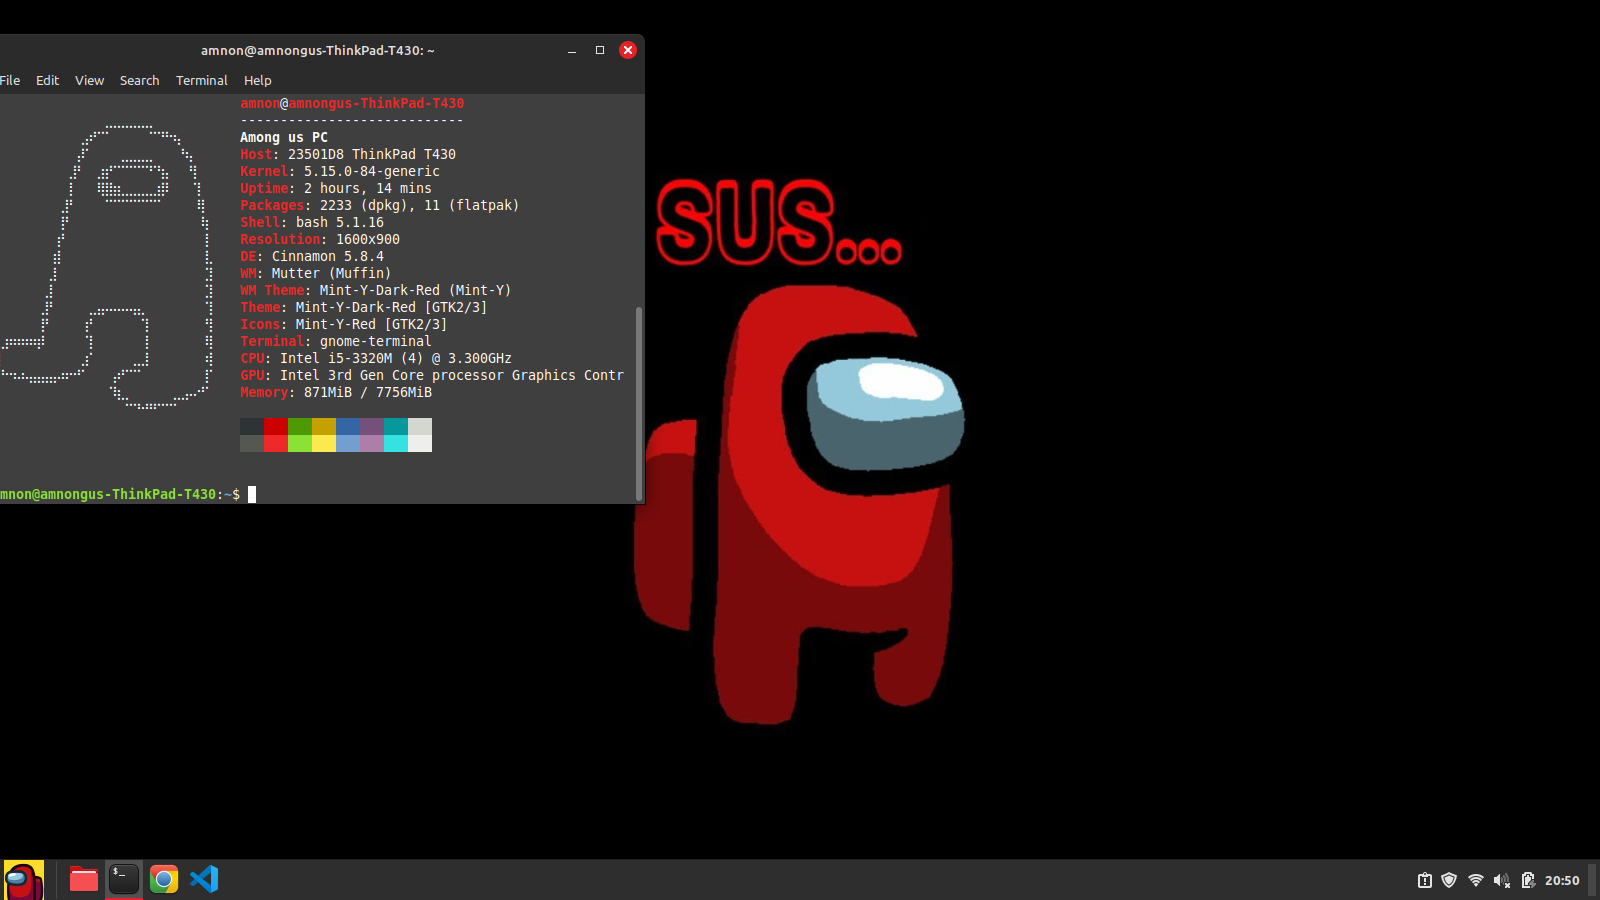 amnon@amnongus-ThinkPad-T430: ~
File Edit View Search Terminal Help
amnon@amnongus-ThinkPad-T430
----------------------------
Among us PC
Host: 23501D8 ThinkPad T430
Kernel: 5.15.0-84-generic
Uptime: 2 hours, 14 mins
Packages: 2233 (dpkg), 11 (flatpak)
Shell: bash 5.1.16
Resolution: 1600x900
DE: Cinnamon 5.8.4
WM: Mutter (Muffin)
WM Theme: Mint-Y-Dark-Red (Mint-Y)
Theme: Mint-Y-Dark-Red [GTK2/3]
Icons: Mint-Y-Red [GTK2/3]
Terminal: gnome-terminal
CPU: Intel i5-3320M (4) @ 3.300GHz
GPU: Intel 3rd Gen Core processor Graphics Contr
Memory: 871MiB / 7756MiB
mnon@amnongus-ThinkPad-T430:~$
SUS...
20:50